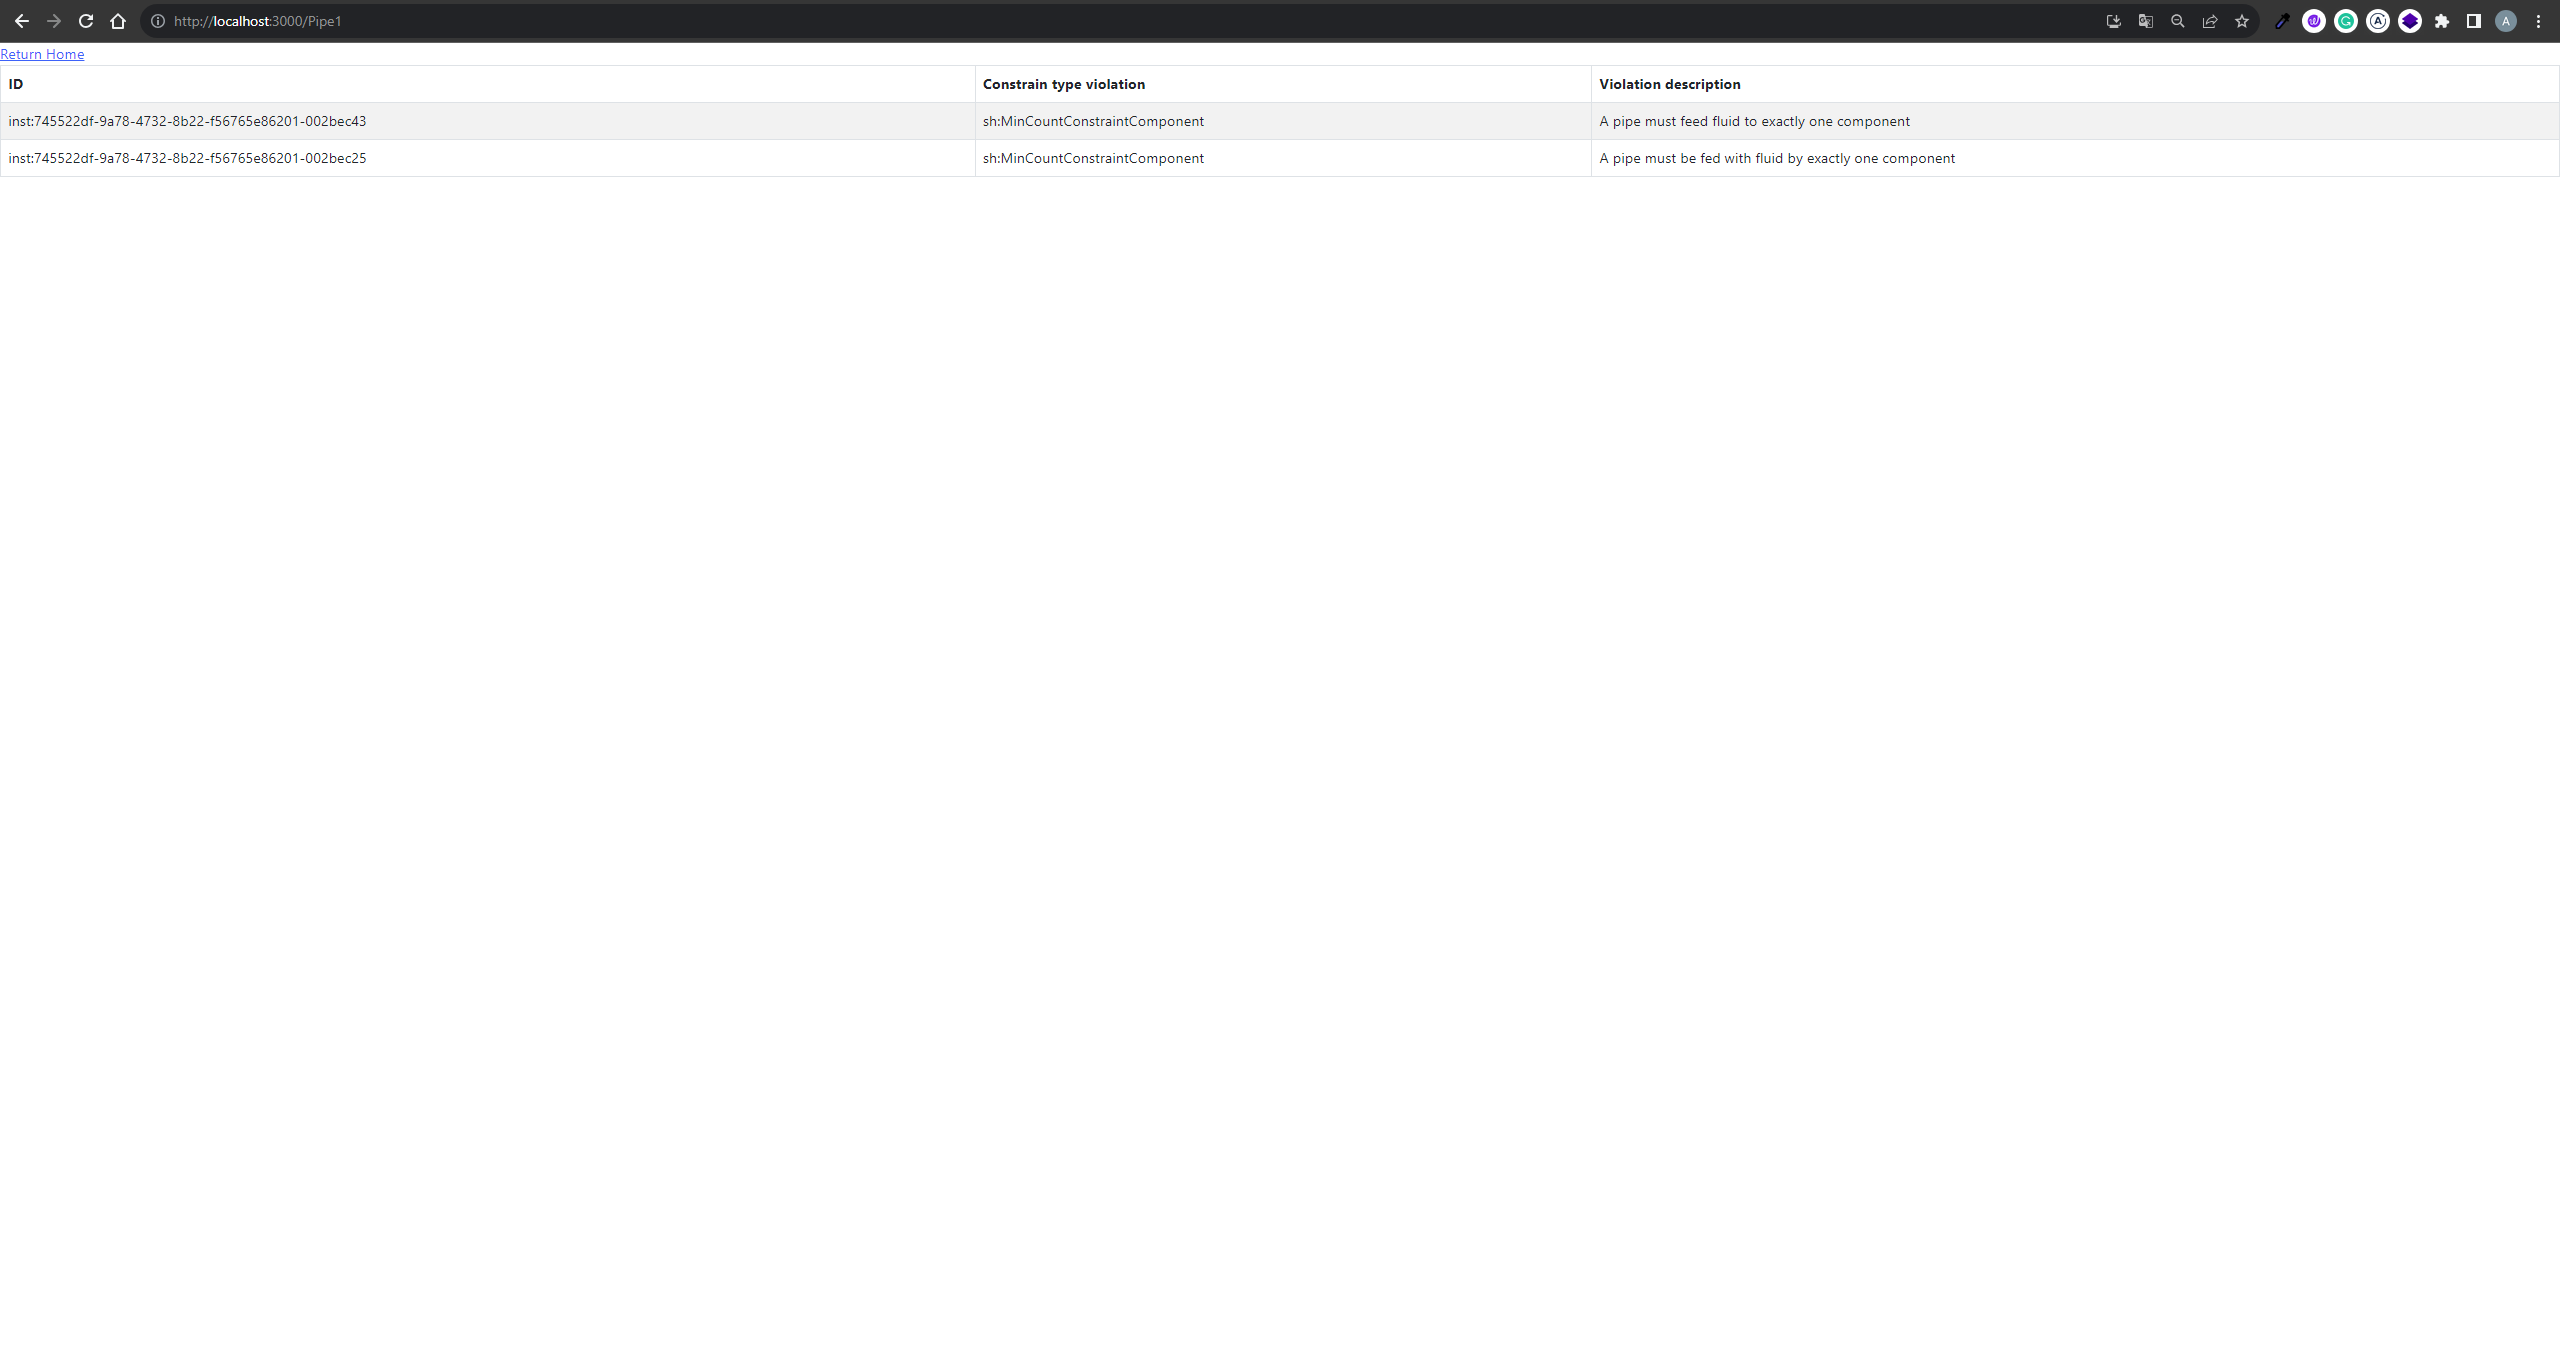 http://localhost:3000/Pipe1
A
A
Return Home
ID Constrain type violation Violation description
inst:745522df-9a78-4732-8b22-f56765e86201-002bec43 sh:MinCountConstraintComponent A pipe must feed fluid to exactly one component
inst:745522df-9a78-4732-8b22-f56765e86201-002bec25 sh:MinCountConstraintComponent A pipe must be fed with fluid by exactly one component